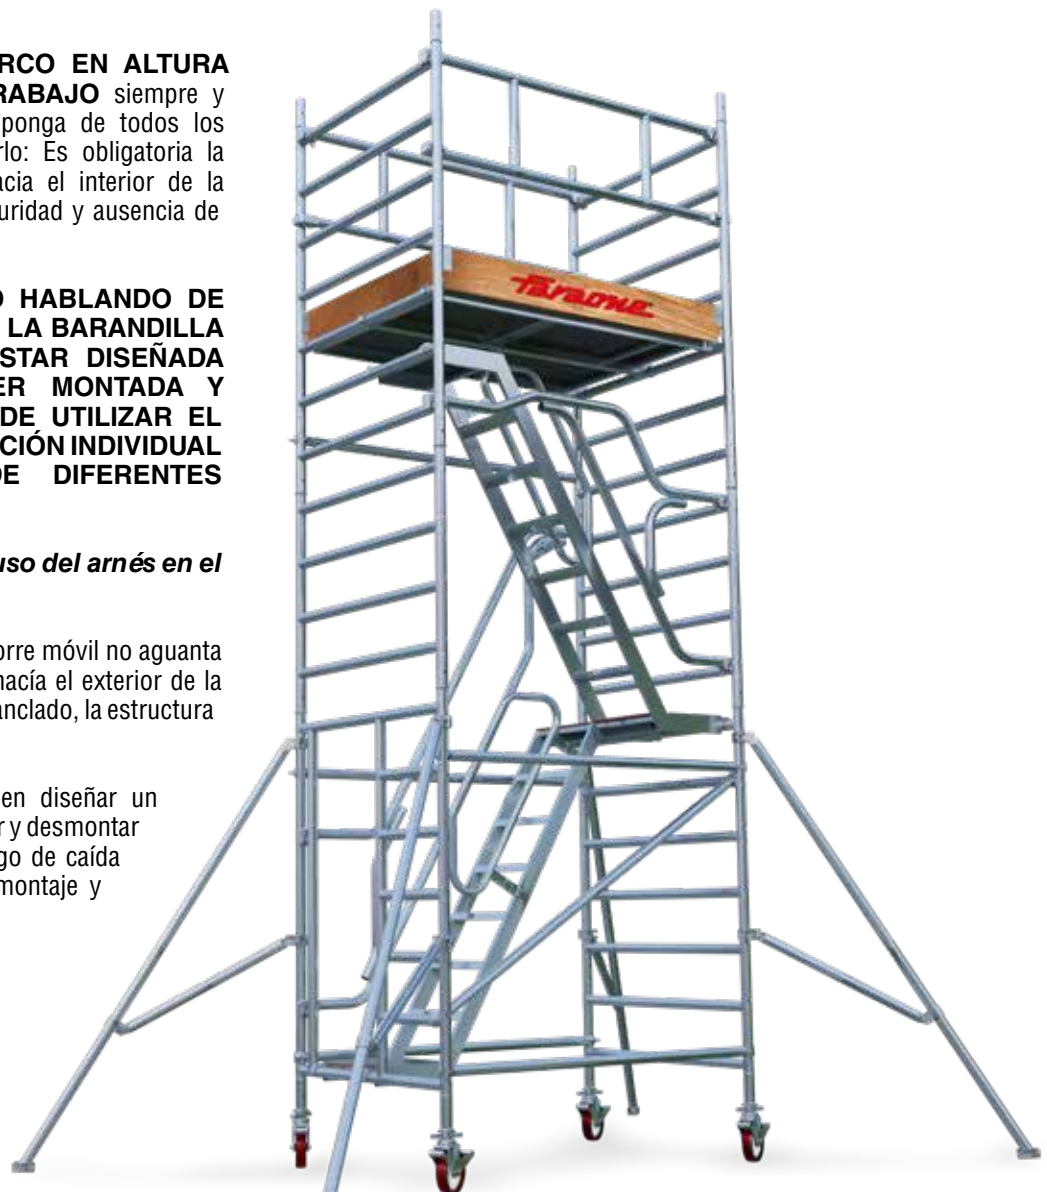 RCO EN ALTURA
RABAJO siempre y
ponga de todos los
rlo: Es obligatoria la
acia el interior de la
uridad y ausencia de
O HABLANDO DE
LA BARANDILLA
STAR DISEÑADA
ER MONTADA Y
DE UTILIZAR EL
CIÓN INDIVIDUAL
DE DIFERENTES
uso del arnés en el
orre móvil no aguanta
hacía el exterior de la
anclado, la estructura
en diseñar un
r y desmontar
go de caída
montaje y
faraone